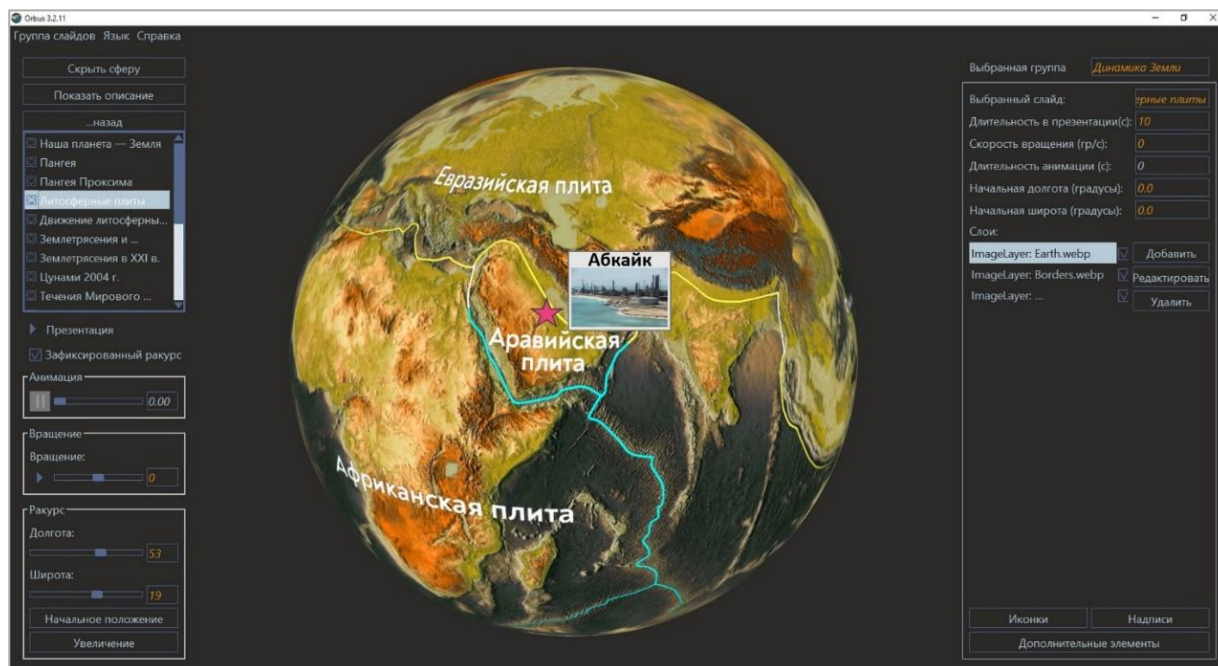 Orbus 3.2.11
Группа слайдов Язык Справка
Скрыть сферу
Показать описание
...назад
Наша планета — Земля
Пангея
Пангея Проксима
Литосферные плиты
Движение литосферны...
Землетрясения и ...
Землетрясения в XXI в.
Цунами 2004 г.
Течения Мирового ...
Презентация
Зафиксированный ракурс
Анимация
0.00
Вращение
Вращение:
0
Ракурс
Долгота:
53
Широта:
19
Начальное положение
Увеличение
Евразийская плита
Абкайк
Аравийская
плита
Африканская плита
Выбранная группа Динамика Земли
Выбранный слайд: ерные плиты
Длительность в презентации(с): 10
Скорость вращения (гр/с): 0
Длительность анимации (с): 0
Начальная долгота (градусы): 0.0
Начальная широта (градусы): 0.0
Слои:
ImageLayer: Earth.webp Добавить
ImageLayer: Borders.webp Редактировать
ImageLayer: ... Удалить
Иконки Надписи
Дополнительные элементы